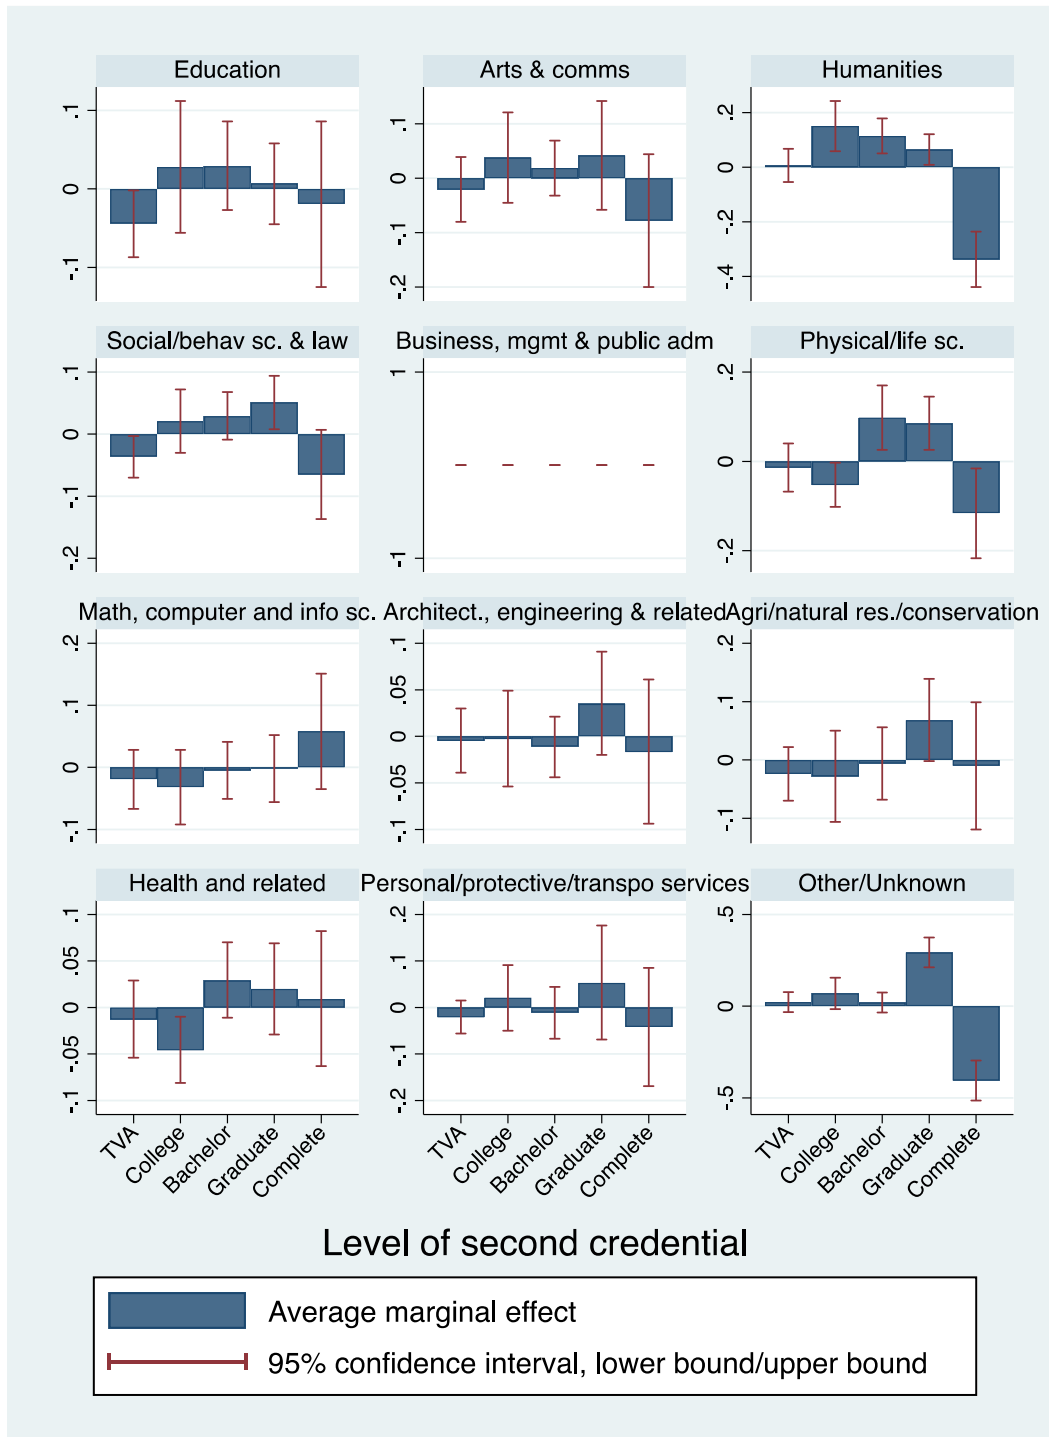 Education
Arts & comms
Humanities
.1
0
-.1
.1
0
-.1
-.2
0.2
0
-.2
-.4
Social/behav sc. & law
Business, mgmt & public adm
Physical/life sc.
.1
0
-.1
-.2
1
-1
.2
0
-.2
Math, computer and info sc.
Architect., engineering & related
Agri/natural res./conservation
.2
.1
0
-.1
.1
.05
0
-.05
-.1
.2
.1
0
-.1
Health and related
Personal/protective/transpo services
Other/Unknown
.1
.05
0
-.05
-.1
.2
.1
0
-.1
-.2
.5
0
-.5
TVA
College
Bachelor
Graduate
Complete
TVA
College
Bachelor
Graduate
Complete
TVA
College
Bachelor
Graduate
Complete
Level of second credential
Average marginal effect
95% confidence interval, lower bound/upper bound